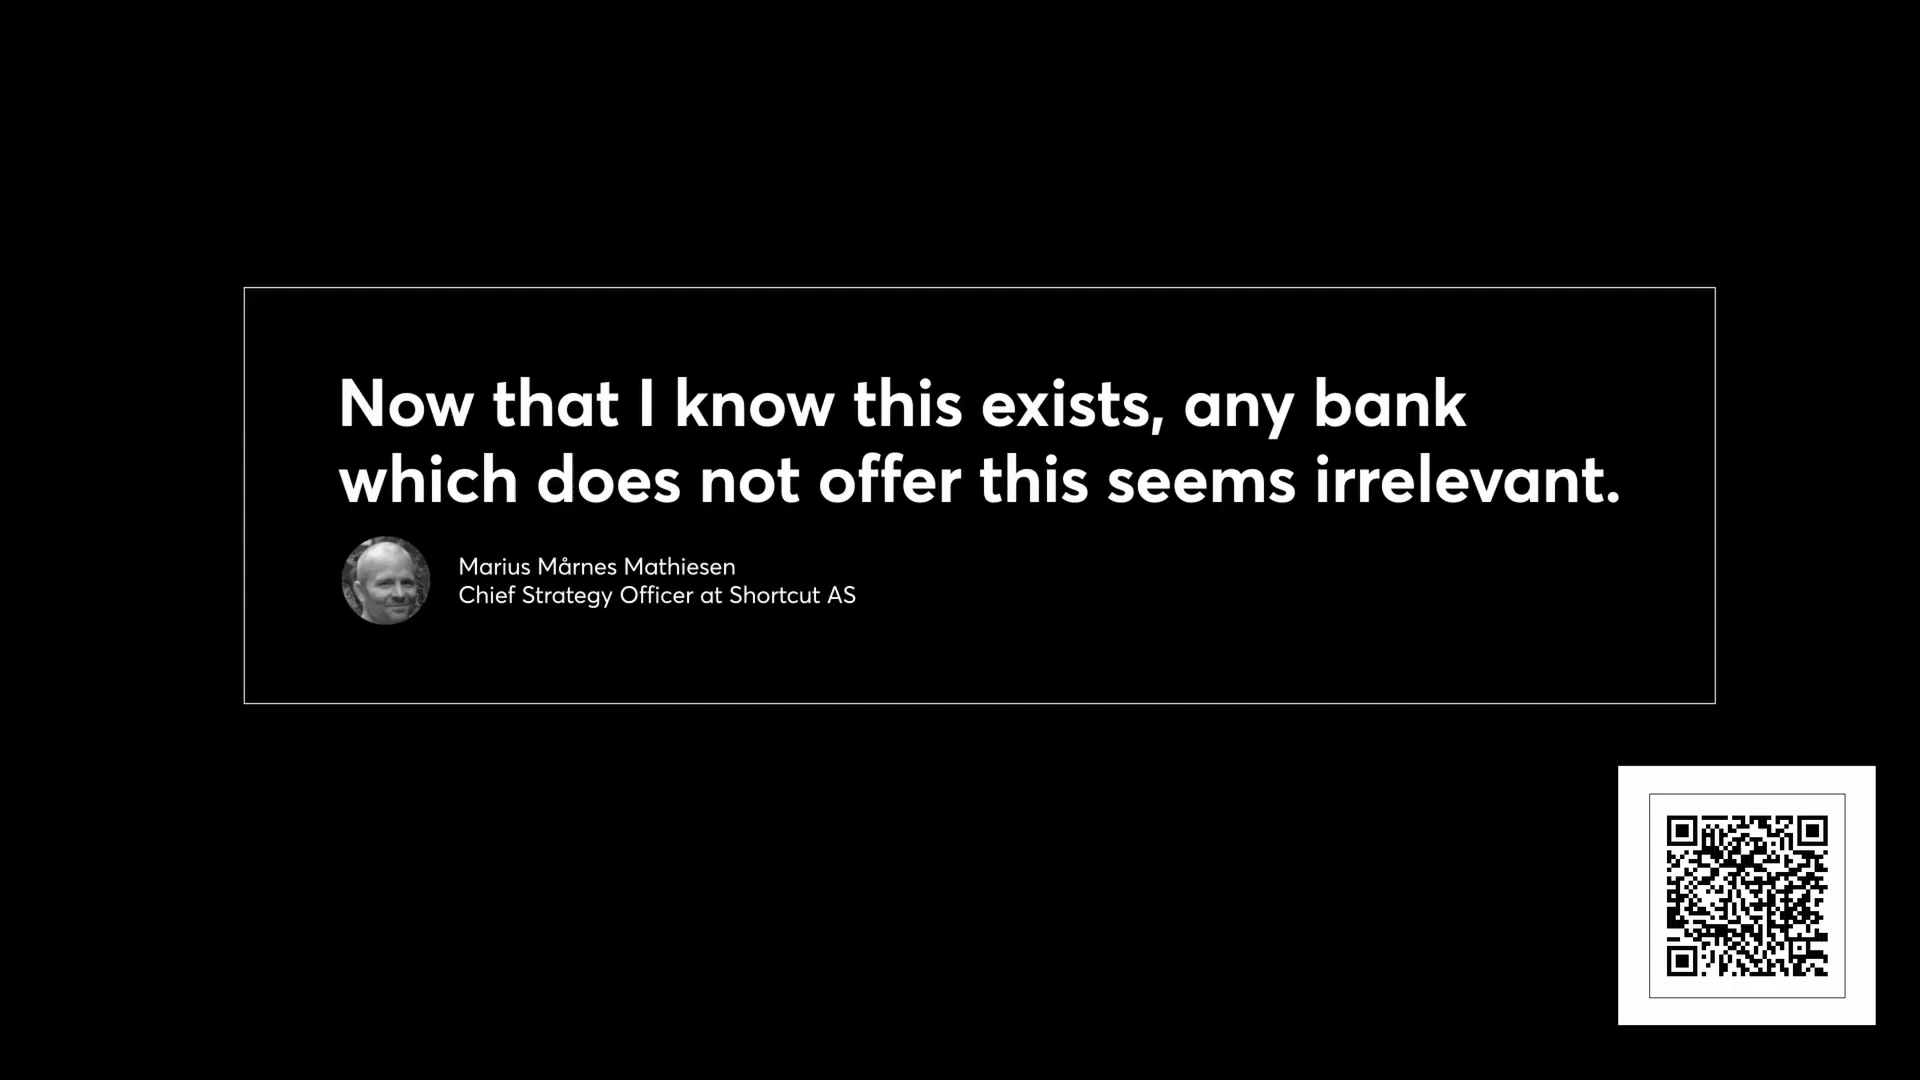 Now that I know this exists, any bank
which does not offer this seems irrelevant.
Marius Mårnes Mathiesen
Chief Strategy Officer at Shortcut AS